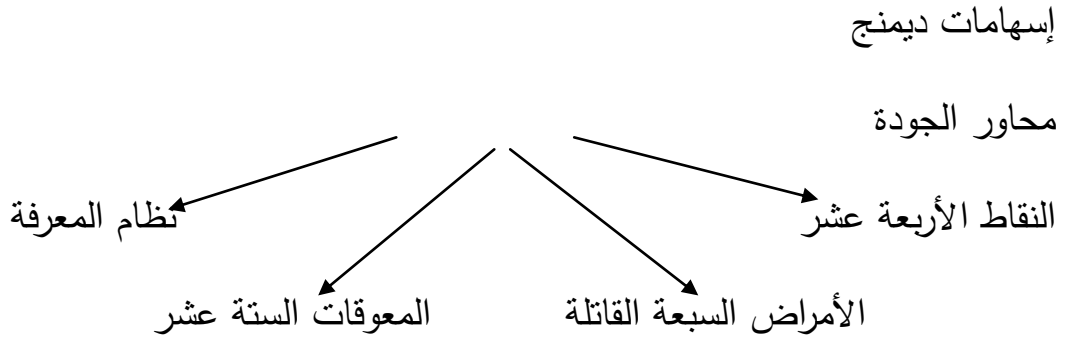 إسهامات ديمنج
محاور الجودة
النقاط الأربعة عشر نظام المعرفة
الأمراض السبعة القاتلة المعوقات الستة عشر